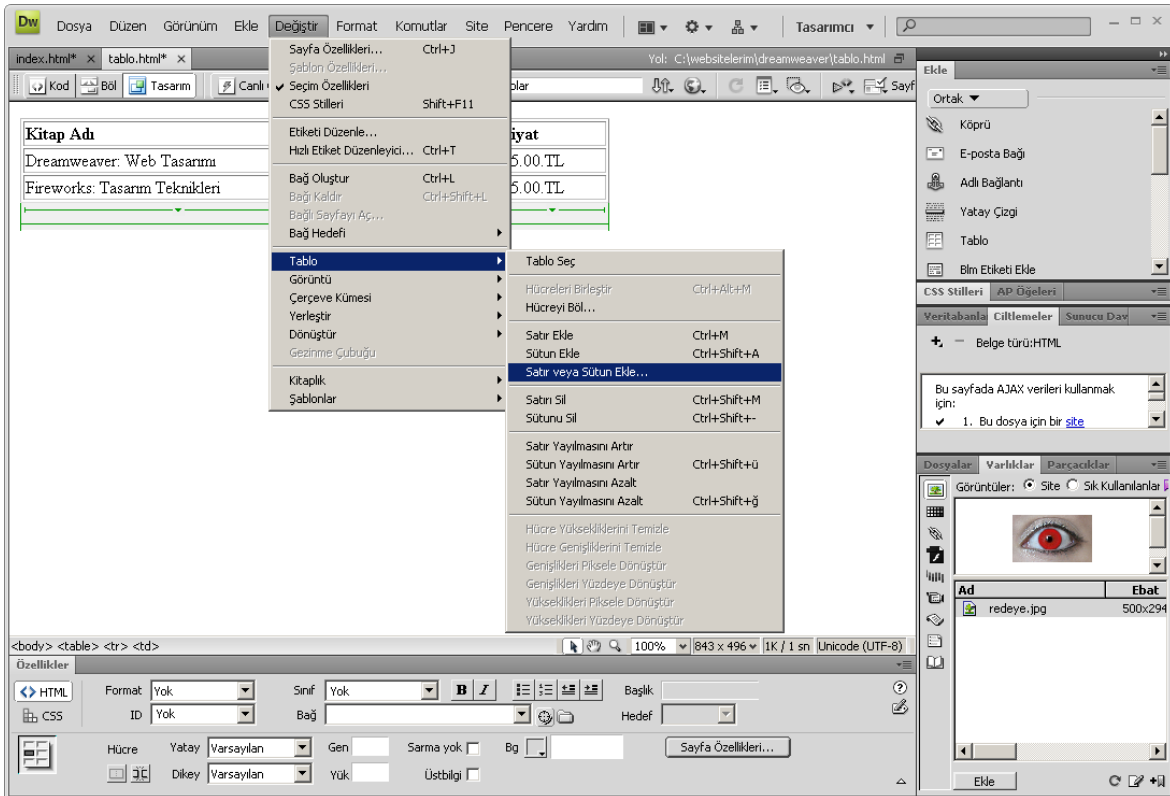 Dw Dosya Düzen Görünüm Ekle Değiştir Format Komutlar Site Pencere Yardım Tasarımcı
index.html* × tablo.html* × Yol: C:\websitelerim\dreamweaver\tablo.html
Kod Böl Tasarım Canlı Sayf
Kitap Adı iyat
Dreamweaver: Web Tasarımı 5.00.TL
Fireworks: Tasarım Teknikleri 5.00.TL
Sayfa Özellikleri... Ctrl+J
Şablon Özellikleri...
Seçim Özellikleri
CSS Stilleri Shift+F11
Etiketi Düzenle...
Hızlı Etiket Düzenleyici... Ctrl+T
Bağ Oluştur Ctrl+L
Bağı Kaldır Ctrl+Shift+L
Bağlı Sayfayı Aç...
Bağ Hedefi
Tablo
Görüntü
Çerçeve Kümesi
Yerleştir
Dönüştür
Gezinme Çubuğu
Kitaplık
Şablonlar
Tablo Seç
Hücreleri Birleştir Ctrl+Alt+M
Hücreyi Böl...
Satır Ekle Ctrl+M
Sütun Ekle Ctrl+Shift+A
Satır veya Sütun Ekle...
Satırı Sil Ctrl+Shift+M
Sütunu Sil Ctrl+Shift+-
Satır Yayılmasını Artır
Sütun Yayılmasını Artır Ctrl+Shift+ü
Satır Yayılmasını Azalt
Sütun Yayılmasını Azalt Ctrl+Shift+ğ
Hücre Yüksekliklerini Temizle
Hücre Genişliklerini Temizle
Genişlikleri Piksele Dönüştür
Genişlikleri Yüzdeye Dönüştür
Yükseklikleri Piksele Dönüştür
Yükseklikleri Yüzdeye Dönüştür
Ekle
Ortak
Köprü
E-posta Bağı
Adlı Bağlantı
Yatay Çizgi
Tablo
Blm Etiketi Ekle
CSS Stilleri AP Öğeleri
Veritabanla Ciltlemeler Sunucu Dav
Belge türü:HTML
Bu sayfada AJAX verileri kullanmak
için:
1. Bu dosya için bir site
Dosyalar Varlıklar Parçacıklar
Görüntüler: Site Sık Kullanılanlar
Ad Ebat
redeye.jpg 500x294
Ekle
<body> <table> <tr> <td> 100% 843 x 496 1K / 1 sn Unicode (UTF-8)
Özellikler
HTML Format Yok Sınıf Yok B I Başlık
CSS ID Yok Bağ Hedef
Hücre Yatay Varsayılan Gen Sarma yok Bg Sayfa Özellikleri...
Dikey Varsayılan Yük Üstbilgi